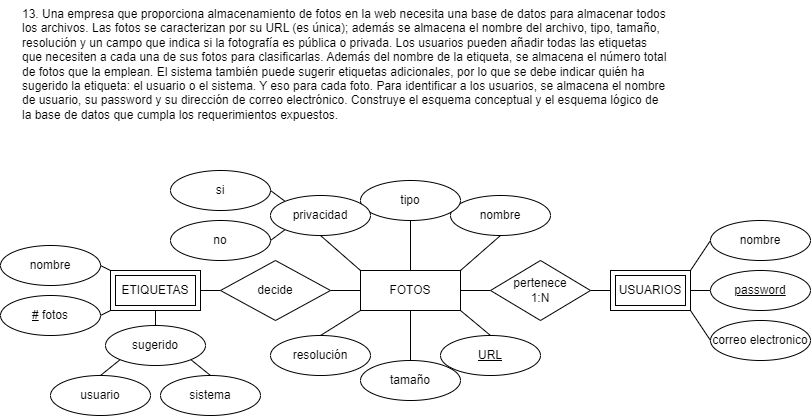 13. Una empresa que proporciona almacenamiento de fotos en la web necesita una base de datos para almacenar todos
los archivos. Las fotos se caracterizan por su URL (es única); además se almacena el nombre del archivo, tipo, tamaño,
resolución y un campo que indica si la fotografía es pública o privada. Los usuarios pueden añadir todas las etiquetas
que necesiten a cada una de sus fotos para clasificarlas. Además del nombre de la etiqueta, se almacena el número total
de fotos que la emplean. El sistema también puede sugerir etiquetas adicionales, por lo que se debe indicar quién ha
sugerido la etiqueta: el usuario o el sistema. Y eso para cada foto. Para identificar a los usuarios, se almacena el nombre
de usuario, su password y su dirección de correo electrónico. Construye el esquema conceptual y el esquema lógico de
la base de datos que cumpla los requerimientos expuestos.
si
privacidad
tipo
nombre
no
nombre
nombre
ETIQUETAS
decide
FOTOS
pertenece
1:N
USUARIOS
password
# fotos
sugerido
resolución
URL
correo electronico
tamaño
usuario
sistema